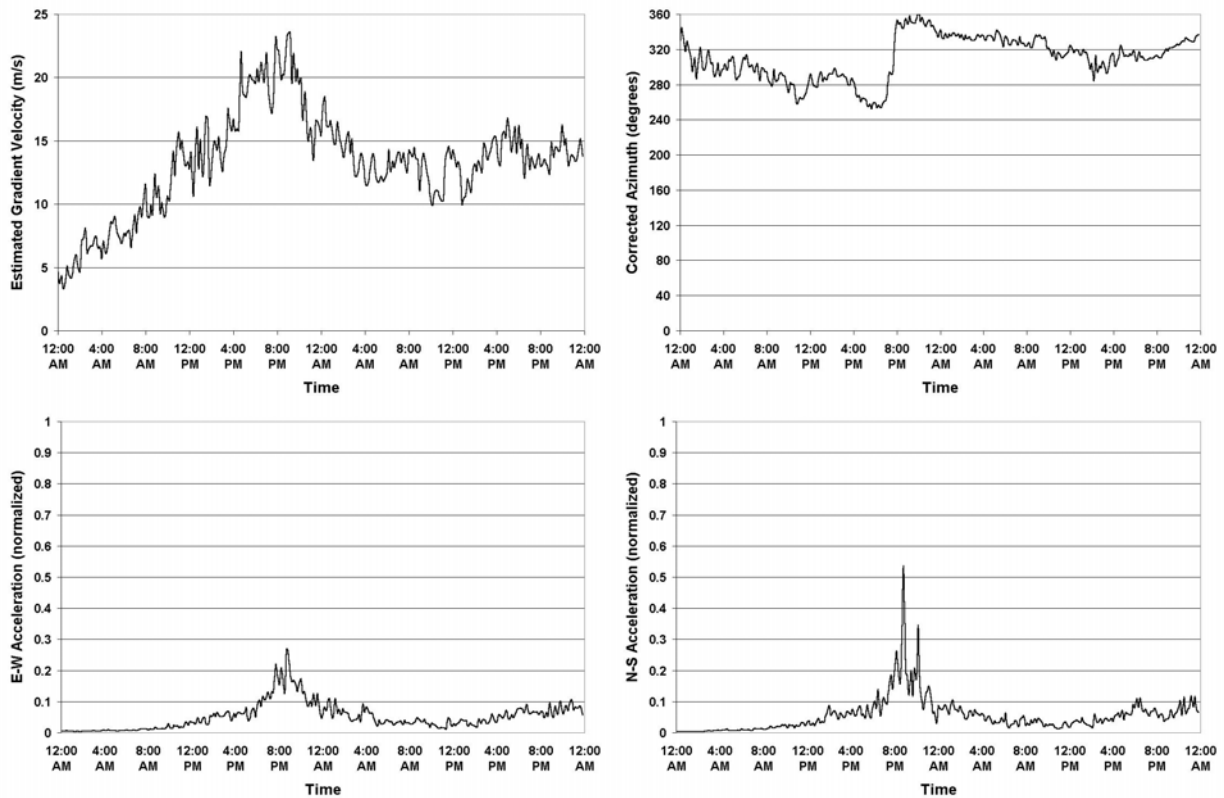 Estimated Gradient Velocity (m/s)
25
20
15
10
5
0
12:00 4:00 8:00 12:00 4:00 8:00 12:00 4:00 8:00 12:00 4:00 8:00 12:00
AM AM AM PM PM PM AM AM AM PM PM PM AM
Time
Corrected Azimuth (degrees)
360
320
280
240
200
160
120
80
40
0
12:00 4:00 8:00 12:00 4:00 8:00 12:00 4:00 8:00 12:00 4:00 8:00 12:00
AM AM AM PM PM PM AM AM AM PM PM PM AM
Time
E-W Acceleration (normalized)
1
0.9
0.8
0.7
0.6
0.5
0.4
0.3
0.2
0.1
0
12:00 4:00 8:00 12:00 4:00 8:00 12:00 4:00 8:00 12:00 4:00 8:00 12:00
AM AM AM PM PM PM AM AM AM PM PM PM AM
Time
N-S Acceleration (normalized)
1
0.9
0.8
0.7
0.6
0.5
0.4
0.3
0.2
0.1
0
12:00 4:00 8:00 12:00 4:00 8:00 12:00 4:00 8:00 12:00 4:00 8:00 12:00
AM AM AM PM PM PM AM AM AM PM PM PM AM
Time